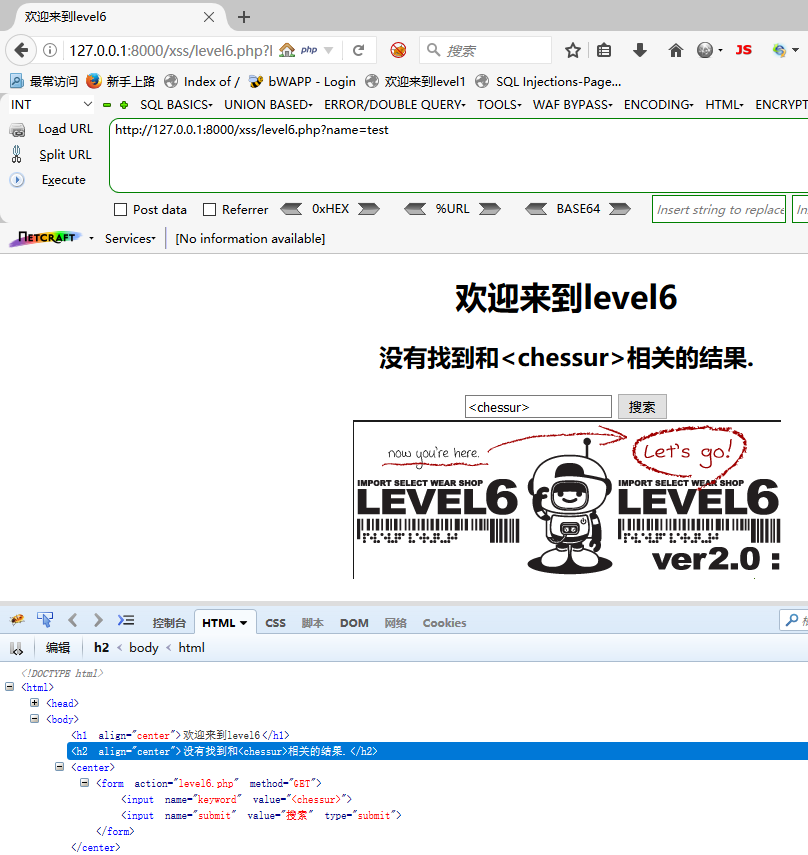 欢迎来到level6
127.0.0.1:8000/xss/level6.php?l php 搜索 JS
最常访问 新手上路 Index of / bWAPP - Login 欢迎来到level1 SQL Injections-Page...
INT SQL BASICS UNION BASED ERROR/DOUBLE QUERY TOOLS WAF BYPASS ENCODING HTML ENCRYPT
Load URL http://127.0.0.1:8000/xss/level6.php?name=test
Split URL
Execute
Post data Referrer 0xHEX %URL BASE64 Insert string to replace In
NETCRAFT Services [No information available]
欢迎来到level6
没有找到和<chessur>相关的结果.
<chessur> 搜索
now you're here. Let's go!
IMPORT SELECT WEAR SHOP IMPORT SELECT WEAR SHOP
LEVEL6 LEVEL6
ver2.0 :
控制台 HTML CSS 脚本 DOM 网络 Cookies
编辑 h2 < body < html
<!DOCTYPE html>
<html>
<head>
<body>
<h1 align="center">欢迎来到level6</h1>
<h2 align="center">没有找到和<chessur>相关的结果.</h2>
<center>
<form action="level6.php" method="GET">
<input name="keyword" value="<chessur>">
<input name="submit" value="搜索" type="submit">
</form>
</center>